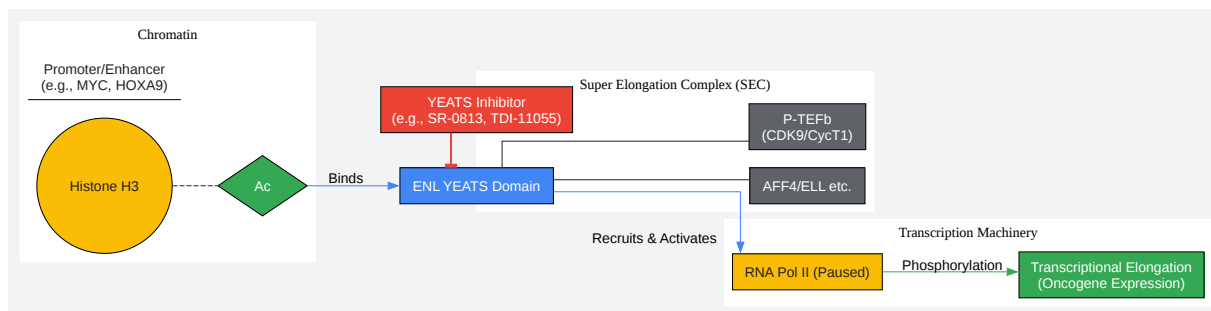 Chromatin
Promoter/Enhancer
(e.g., MYC, HOXA9)
Histone H3
Ac
Binds
YEATS Inhibitor
(e.g., SR-0813, TDI-11055)
Super Elongation Complex (SEC)
P-TEFb
(CDK9/CycT1)
ENL YEATS Domain
AFF4/ELL etc.
Recruits & Activates
Transcription Machinery
RNA Pol II (Paused)
Phosphorylation
Transcriptional Elongation
(Oncogene Expression)